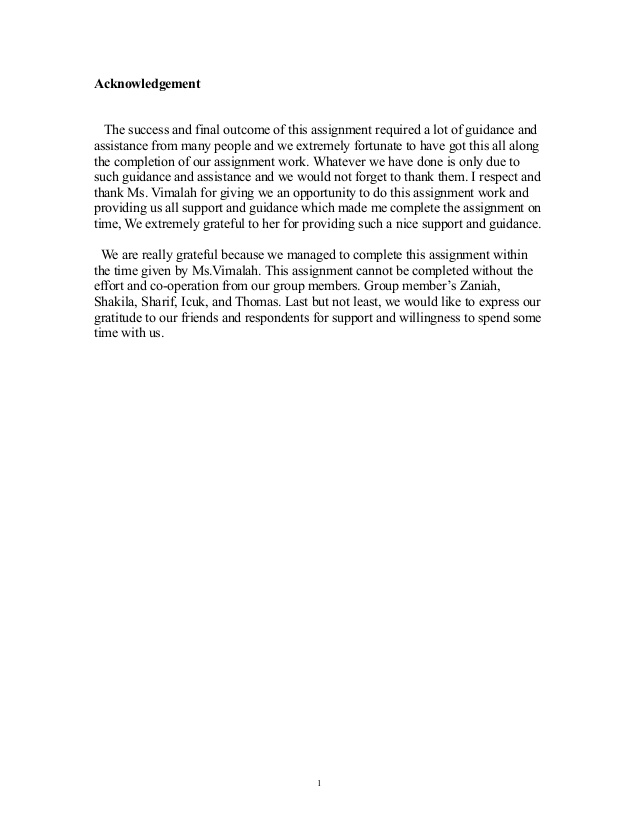 Acknowledgement
The success and final outcome of this assignment required a lot of guidance and
assistance from many people and we extremely fortunate to have got this all along
the completion of our assignment work. Whatever we have done is only due to
such guidance and assistance and we would not forget to thank them. I respect and
thank Ms. Vimalah for giving we an opportunity to do this assignment work and
providing us all support and guidance which made me complete the assignment on
time, We extremely grateful to her for providing such a nice support and guidance.
We are really grateful because we managed to complete this assignment within
the time given by Ms.Vimalah. This assignment cannot be completed without the
effort and co-operation from our group members. Group member’s Zaniah,
Shakila, Sharif, Icuk, and Thomas. Last but not least, we would like to express our
gratitude to our friends and respondents for support and willingness to spend some
time with us.
1